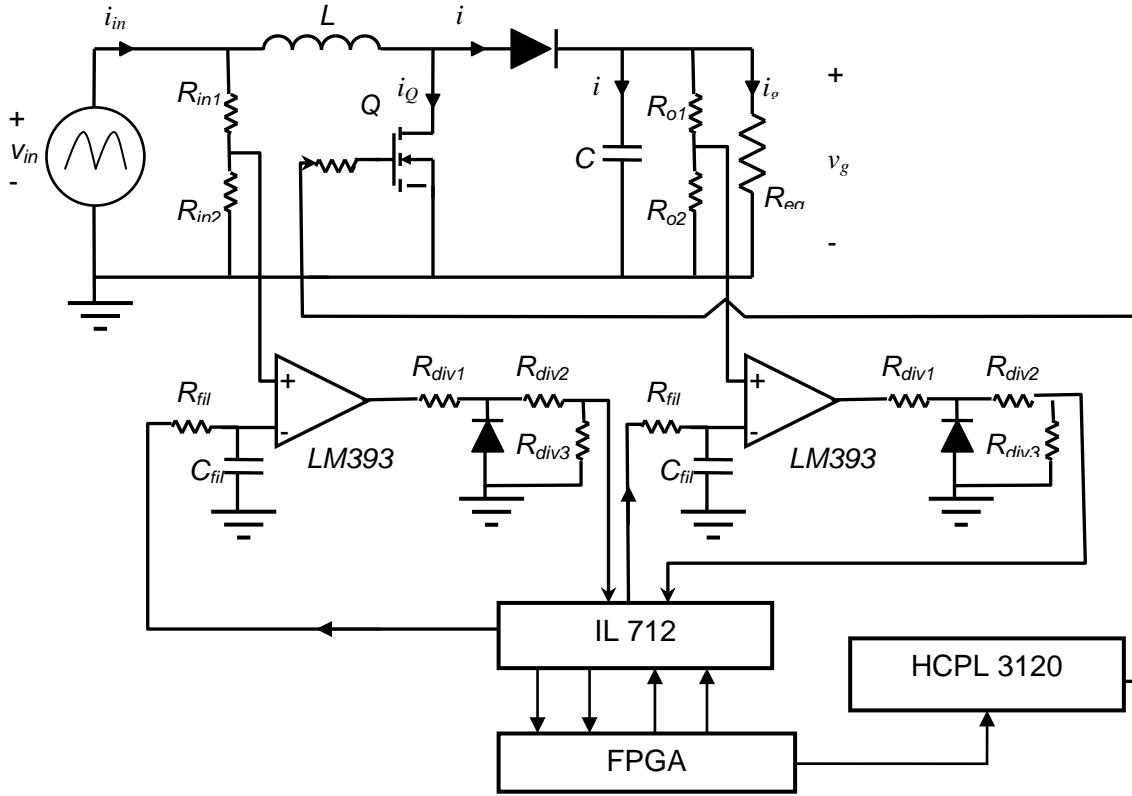 i_in
L
i
R_in1
Q
i_Q
i
R_o1
i_g
+
+
v_in
C
v_g
-
R_in2
R_o2
R_eq
-
R_div1
R_div2
R_div1
R_div2
R_fil
+
R_fil
+
-
-
R_div3
R_div3
C_fil
LM393
C_fil
LM393
IL 712
HCPL 3120
FPGA